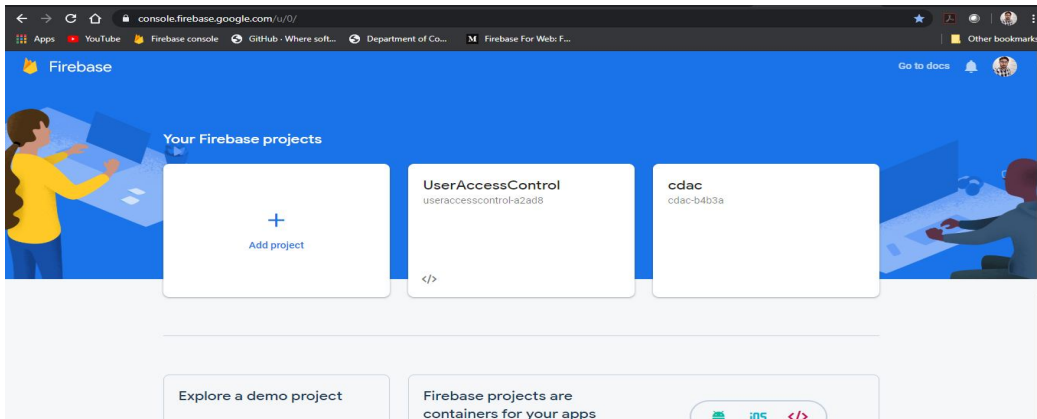 console.firebase.google.com/u/0/
Apps YouTube Firebase console GitHub · Where soft... Department of Co... Firebase For Web: F... Other bookmarks
Firebase
Go to docs
Your Firebase projects
Add project
UserAccessControl
useraccesscontrol-a2ad8
</>
cdac
cdac-b4b3a
Explore a demo project
Firebase projects are
containers for your apps
iOS </>